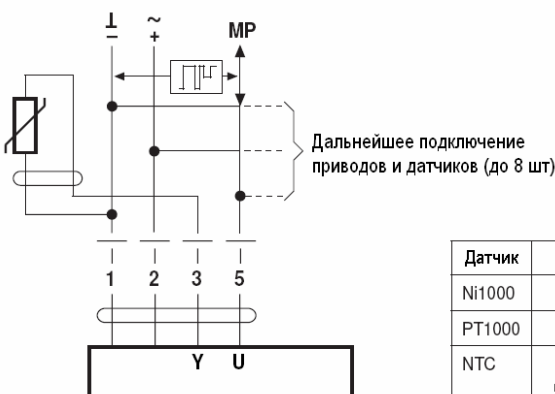 ⊥ ~
– +
MP
Дальнейшее подключение
приводов и датчиков (до 8 шт)
1 2 3 5
Y U
Датчик
Ni1000
PT1000
NTC